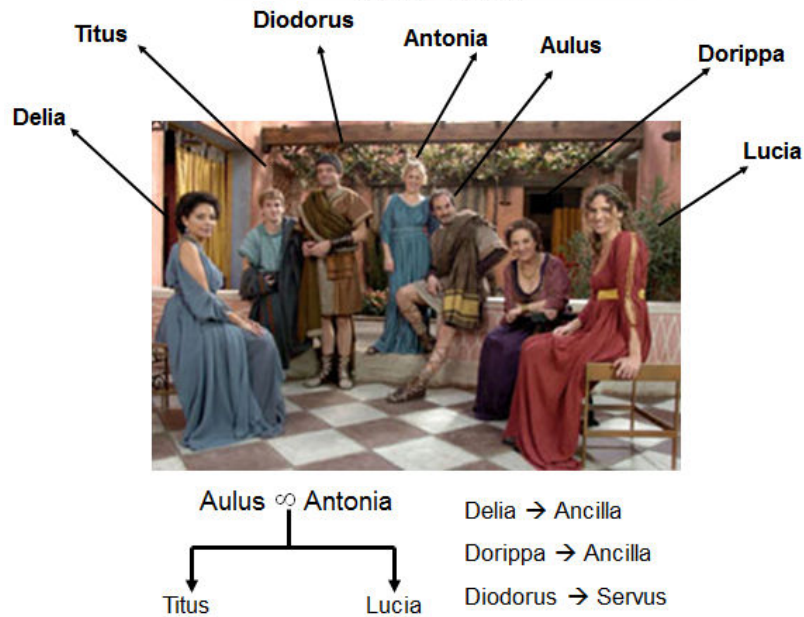 Titus
Diodorus
Antonia
Aulus
Dorippa
Delia
Lucia
Aulus ∞ Antonia
Titus
Lucia
Delia → Ancilla
Dorippa → Ancilla
Diodorus → Servus